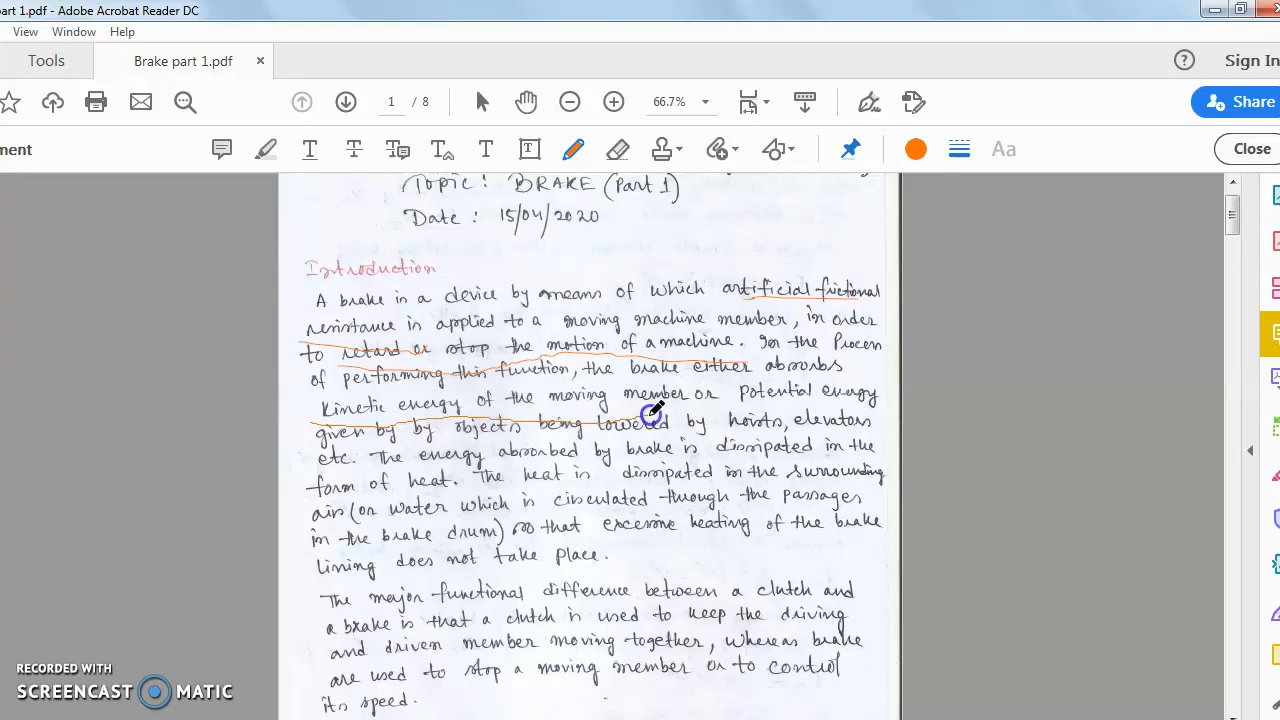 art 1.pdf - Adobe Acrobat Reader DC
View Window Help
Tools Brake part 1.pdf × Sign In
1 / 8 66.7% Share
ment Aa Close
Topic : BRAKE (Part 1)
Date : 15/04/2020
Introduction
A brake in a device by means of which artificial frictional
resistance is applied to a moving machine member, in order
to retard or stop the motion of a machine. In the Process
of performing this function, the brake either absorbs
Kinetic energy of the moving member or potential energy
given by by objects being lowered by hoists, elevators
etc. The energy absorbed by brake is dissipated in the
form of heat. The heat is dissipated in the surrounding
air (or water which is circulated through the passages
in the brake drum) so that excessive heating of the brake
lining does not take place.
The major functional difference between a clutch and
a brake is that a clutch is used to keep the driving
and driven member moving together, whereas brake
are used to stop a moving member or to control
its speed.
RECORDED WITH
SCREENCAST MATIC